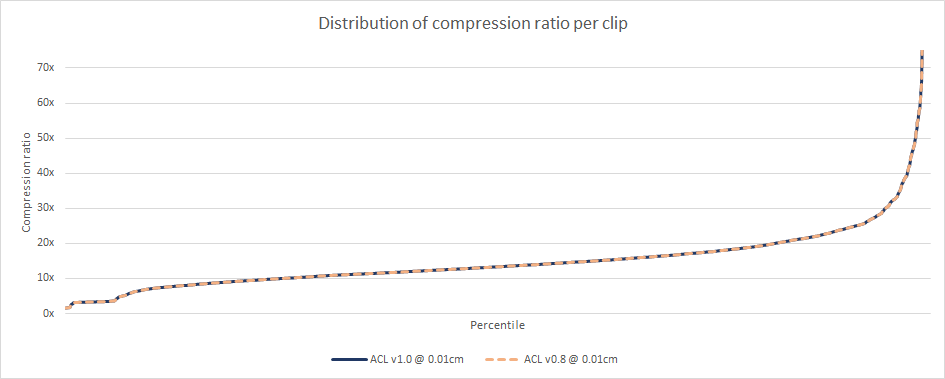 Distribution of compression ratio per clip
70x
60x
50x
40x
30x
20x
10x
0x
Compression ratio
Percentile
ACL v1.0 @ 0.01cm ACL v0.8 @ 0.01cm